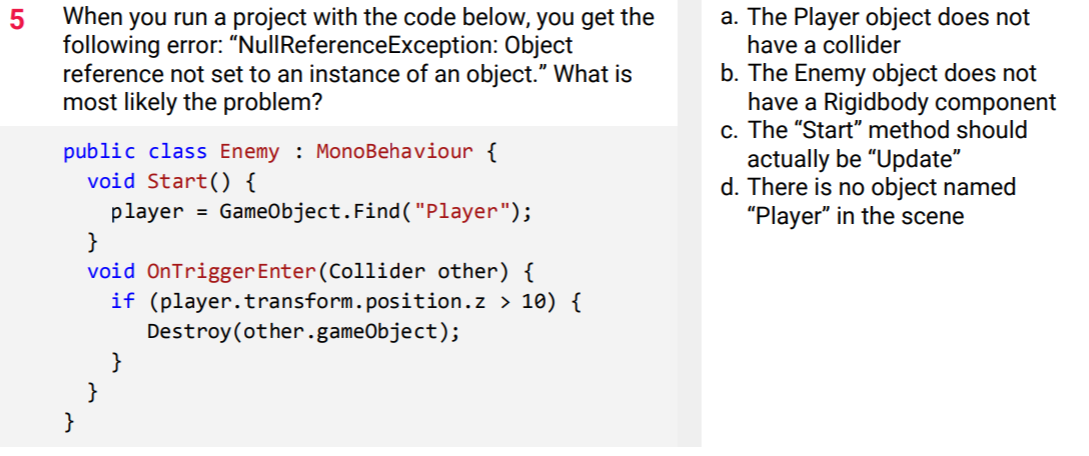 5 When you run a project with the code below, you get the
following error: “NullReferenceException: Object
reference not set to an instance of an object.” What is
most likely the problem?
public class Enemy : MonoBehaviour {
  void Start() {
    player = GameObject.Find("Player");
  }
  void OnTriggerEnter(Collider other) {
    if (player.transform.position.z > 10) {
       Destroy(other.gameObject);
    }
  }
}
a. The Player object does not
have a collider
b. The Enemy object does not
have a Rigidbody component
c. The “Start” method should
actually be “Update”
d. There is no object named
“Player” in the scene